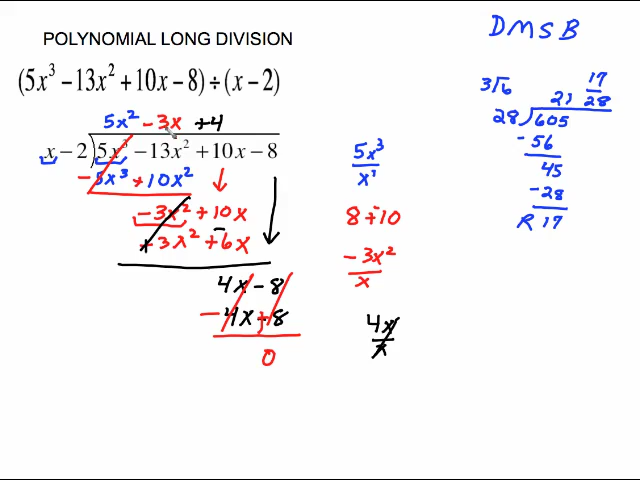 DMSB
POLYNOMIAL LONG DIVISION
(5x³ −13x² +10x −8) ÷ (x − 2)
5x² −3x +4
x − 2)5x³ −13x² +10x −8
−5x³ +10x²
−3x² +10x
+3x² −6x
4x − 8
−4x + 8
0
5x³
x¹
8 + −10
−3x²
x
4x
x
3√6
21 17
28
28)605
−56
45
−28
R 17